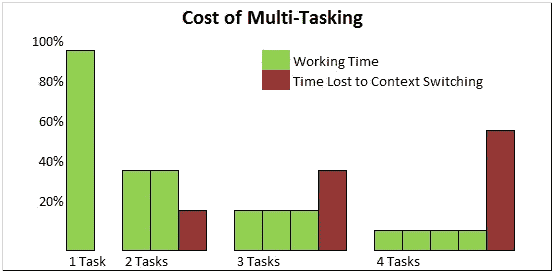 Cost of Multi-Tasking
100%
80%
60%
40%
20%
Working Time
Time Lost to Context Switching
1 Task 2 Tasks 3 Tasks 4 Tasks